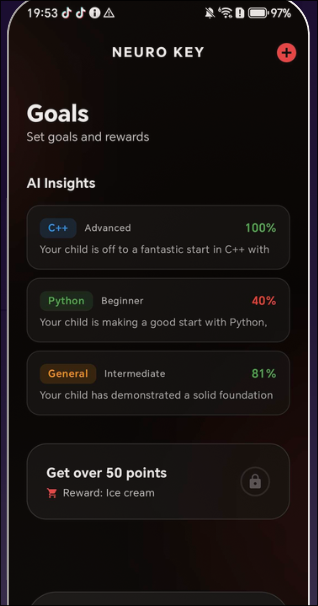 19:53
97%
NEURO KEY
Goals
Set goals and rewards
AI Insights
C++ Advanced 100%
Your child is off to a fantastic start in C++ with
Python Beginner 40%
Your child is making a good start with Python,
General Intermediate 81%
Your child has demonstrated a solid foundation
Get over 50 points
Reward: Ice cream